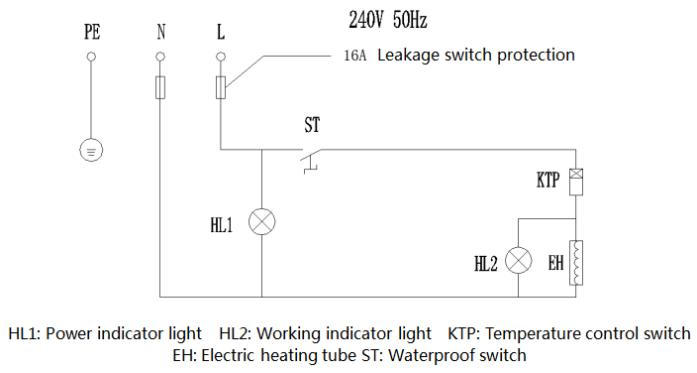 240V 50Hz
PE N L
16A Leakage switch protection
ST
KTP
HL1
HL2 EH
HL1: Power indicator light HL2: Working indicator light KTP: Temperature control switch
EH: Electric heating tube ST: Waterproof switch